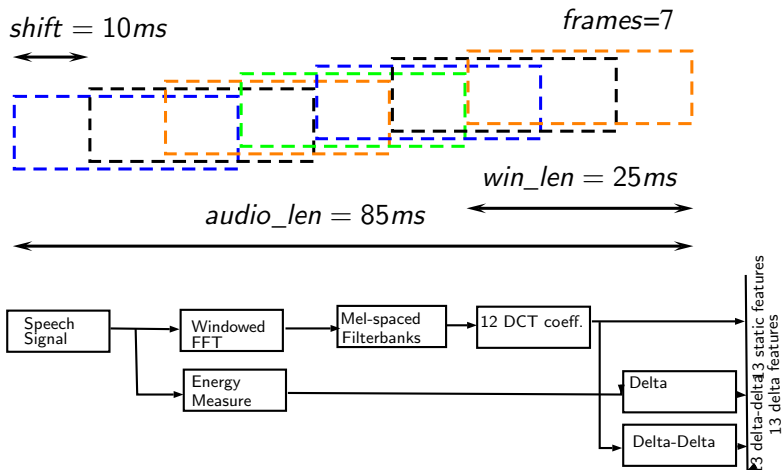 shift = 10ms
frames=7
win_len = 25ms
audio_len = 85ms
Speech
Signal
Windowed
FFT
Mel-spaced
Filterbanks
12 DCT coeff.
Energy
Measure
Delta
Delta-Delta
13 static features
3 delta-delta
13 delta features